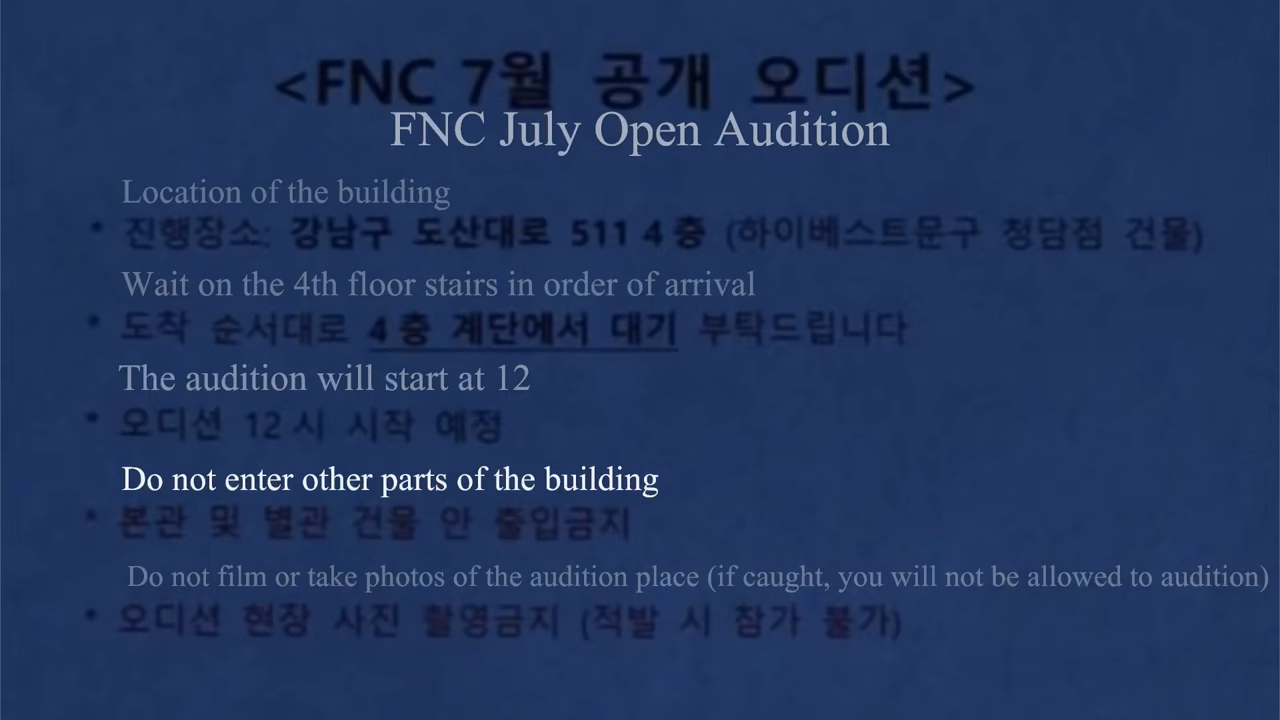 <FNC 7월 공개 오디션>
FNC July Open Audition
Location of the building
* 진행장소: 강남구 도산대로 511 4층 (하이베스트문구 청담점 건물)
Wait on the 4th floor stairs in order of arrival
* 도착 순서대로 4층 계단에서 대기 부탁드립니다
The audition will start at 12
* 오디션 12시 시작 예정
Do not enter other parts of the building
* 본관 및 별관 건물 안 출입금지
Do not film or take photos of the audition place (if caught, you will not be allowed to audition)
* 오디션 현장 사진 촬영금지 (적발 시 참가 불가)